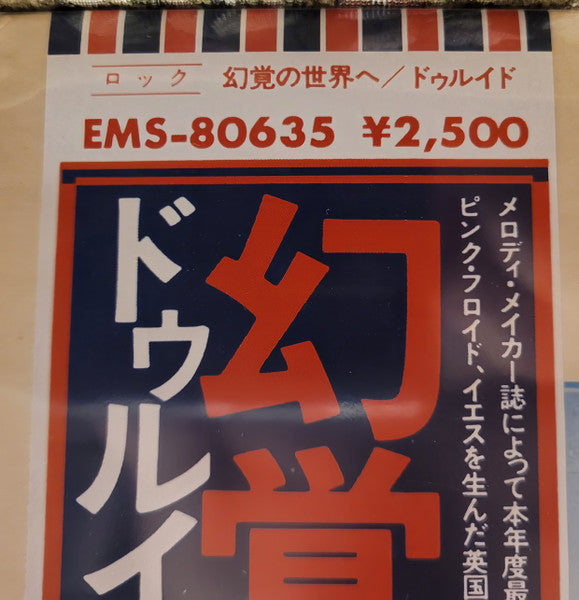 ロック
幻覚の世界へ／ドゥルイド
EMS-80635 ¥2,500
メロディ・メイカー誌によって本年度最
ピンク・フロイド、イエスを生んだ英国
幻覚
ドゥルイ